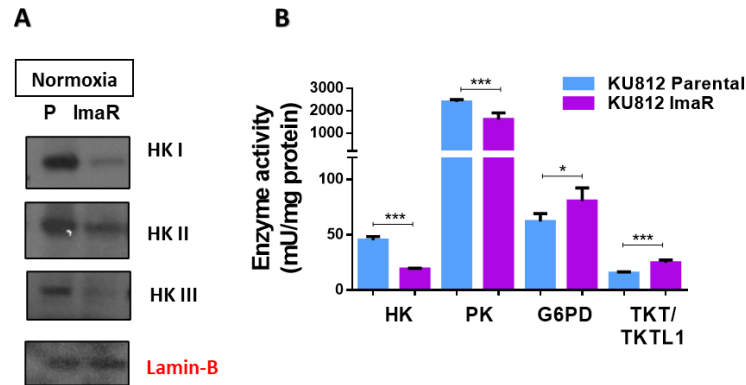 A
Normoxia
P ImaR
HK I
HK II
HK III
Lamin-B
B
KU812 Parental
KU812 ImaR
Enzyme activity
(mU/mg protein)
3000
2000
1000
100
50
0
***
***
*
***
HK
PK
G6PD
TKT/
TKTL1